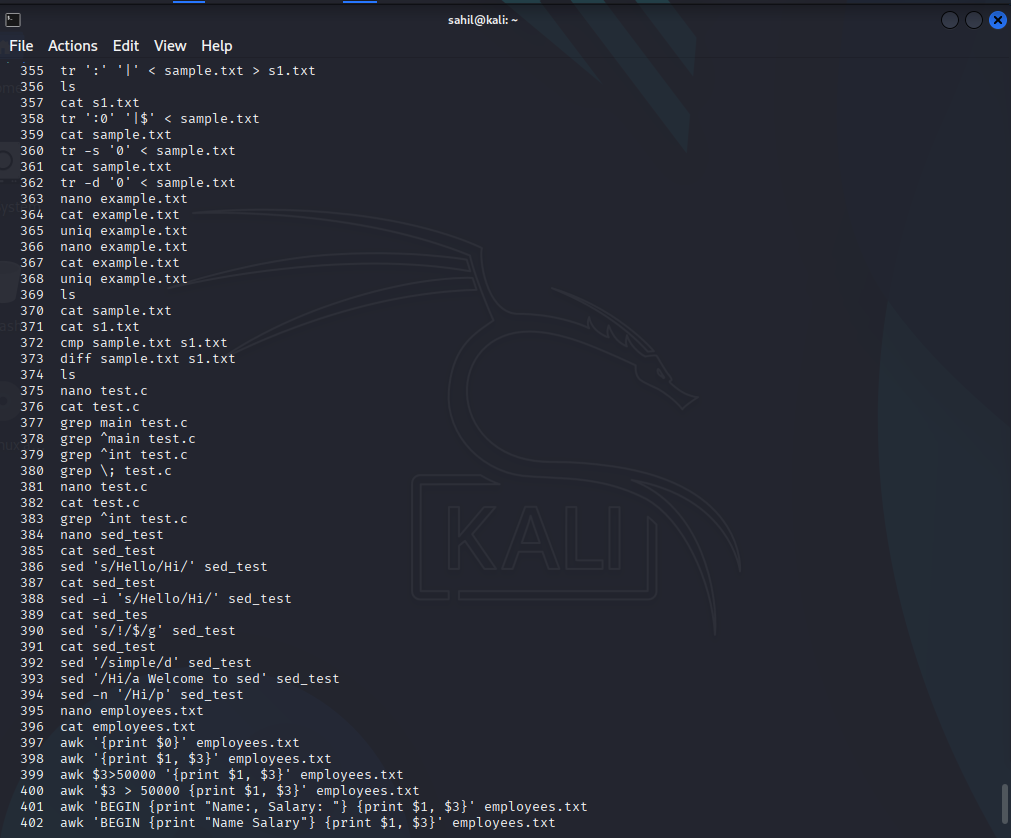 sahil@kali: ~
File Actions Edit View Help
355 tr ':' '|' < sample.txt > s1.txt
356 ls
357 cat s1.txt
358 tr ':0' '|$' < sample.txt
359 cat sample.txt
360 tr -s '0' < sample.txt
361 cat sample.txt
362 tr -d '0' < sample.txt
363 nano example.txt
364 cat example.txt
365 uniq example.txt
366 nano example.txt
367 cat example.txt
368 uniq example.txt
369 ls
370 cat sample.txt
371 cat s1.txt
372 cmp sample.txt s1.txt
373 diff sample.txt s1.txt
374 ls
375 nano test.c
376 cat test.c
377 grep main test.c
378 grep ^main test.c
379 grep ^int test.c
380 grep \; test.c
381 nano test.c
382 cat test.c
383 grep ^int test.c
384 nano sed_test
385 cat sed_test
386 sed 's/Hello/Hi/' sed_test
387 cat sed_test
388 sed -i 's/Hello/Hi/' sed_test
389 cat sed_tes
390 sed 's/!/$/g' sed_test
391 cat sed_test
392 sed '/simple/d' sed_test
393 sed '/Hi/a Welcome to sed' sed_test
394 sed -n '/Hi/p' sed_test
395 nano employees.txt
396 cat employees.txt
397 awk '{print $0}' employees.txt
398 awk '{print $1, $3}' employees.txt
399 awk $3>50000 '{print $1, $3}' employees.txt
400 awk '$3 > 50000 {print $1, $3}' employees.txt
401 awk 'BEGIN {print "Name:, Salary: "} {print $1, $3}' employees.txt
402 awk 'BEGIN {print "Name Salary"} {print $1, $3}' employees.txt
KALI